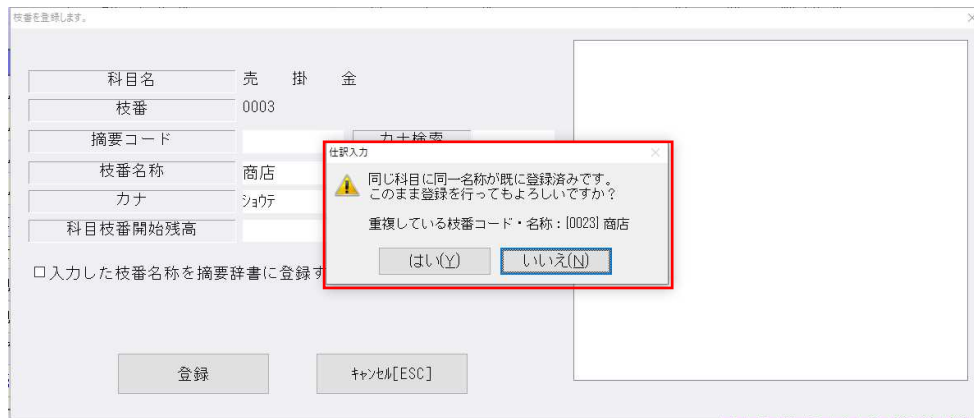 枝番を登録します。
科目名 売 掛 金
枝番 0003
摘要コード カナ検索
枝番名称 商店
カナ ｼｮｳﾃ
科目枝番開始残高
□入力した枝番名称を摘要辞書に登録す
登録 ｷｬﾝｾﾙ[ESC]
仕訳入力
同じ科目に同一名称が既に登録済みです。
このまま登録を行ってもよろしいですか？
重複している枝番コード・名称：[0023] 商店
はい(Y) いいえ(N)